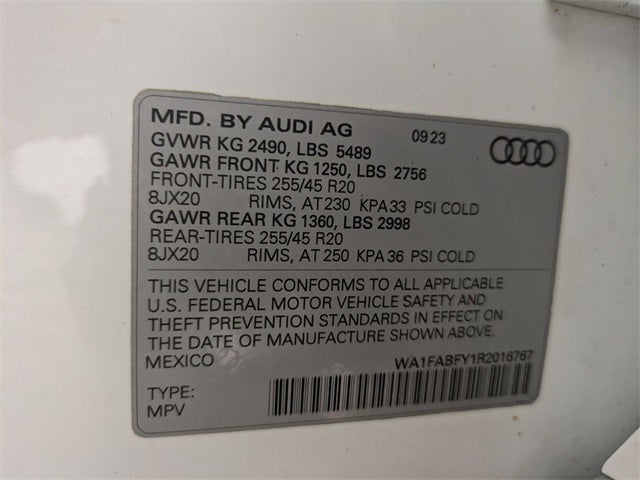 MFD. BY AUDI AG 09 23
GVWR KG 2490, LBS 5489
GAWR FRONT KG 1250, LBS 2756
FRONT-TIRES 255/45 R20
8JX20 RIMS, AT 230 KPA 33 PSI COLD
GAWR REAR KG 1360, LBS 2998
REAR-TIRES 255/45 R20
8JX20 RIMS, AT 250 KPA 36 PSI COLD
THIS VEHICLE CONFORMS TO ALL APPLICABLE
U.S. FEDERAL MOTOR VEHICLE SAFETY AND
THEFT PREVENTION STANDARDS IN EFFECT ON
THE DATE OF MANUFACTURE SHOWN ABOVE.
MEXICO WA1FABFY1R2016767
TYPE:
MPV